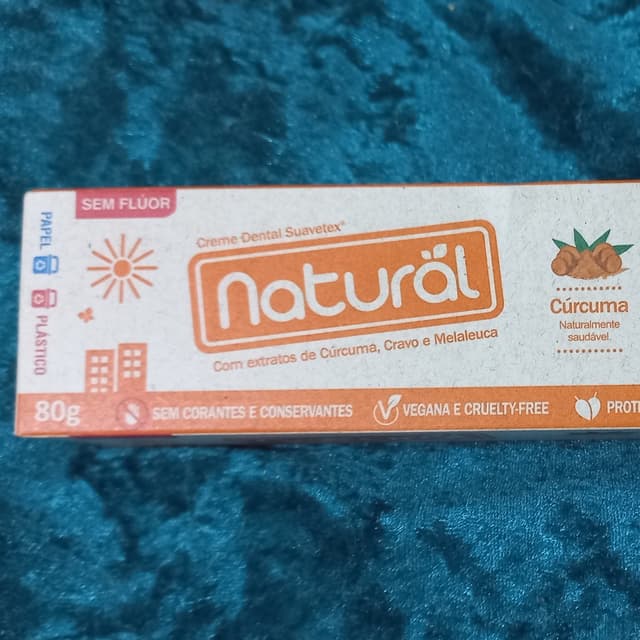 SEM FLÚOR
PAPEL
PLÁSTICO
Creme Dental Suavetex®
Naturäl
Com extratos de Cúrcuma, Cravo e Melaleuca
Cúrcuma
Naturalmente
saudável.
80g
SEM CORANTES E CONSERVANTES
VEGANA E CRUELTY-FREE